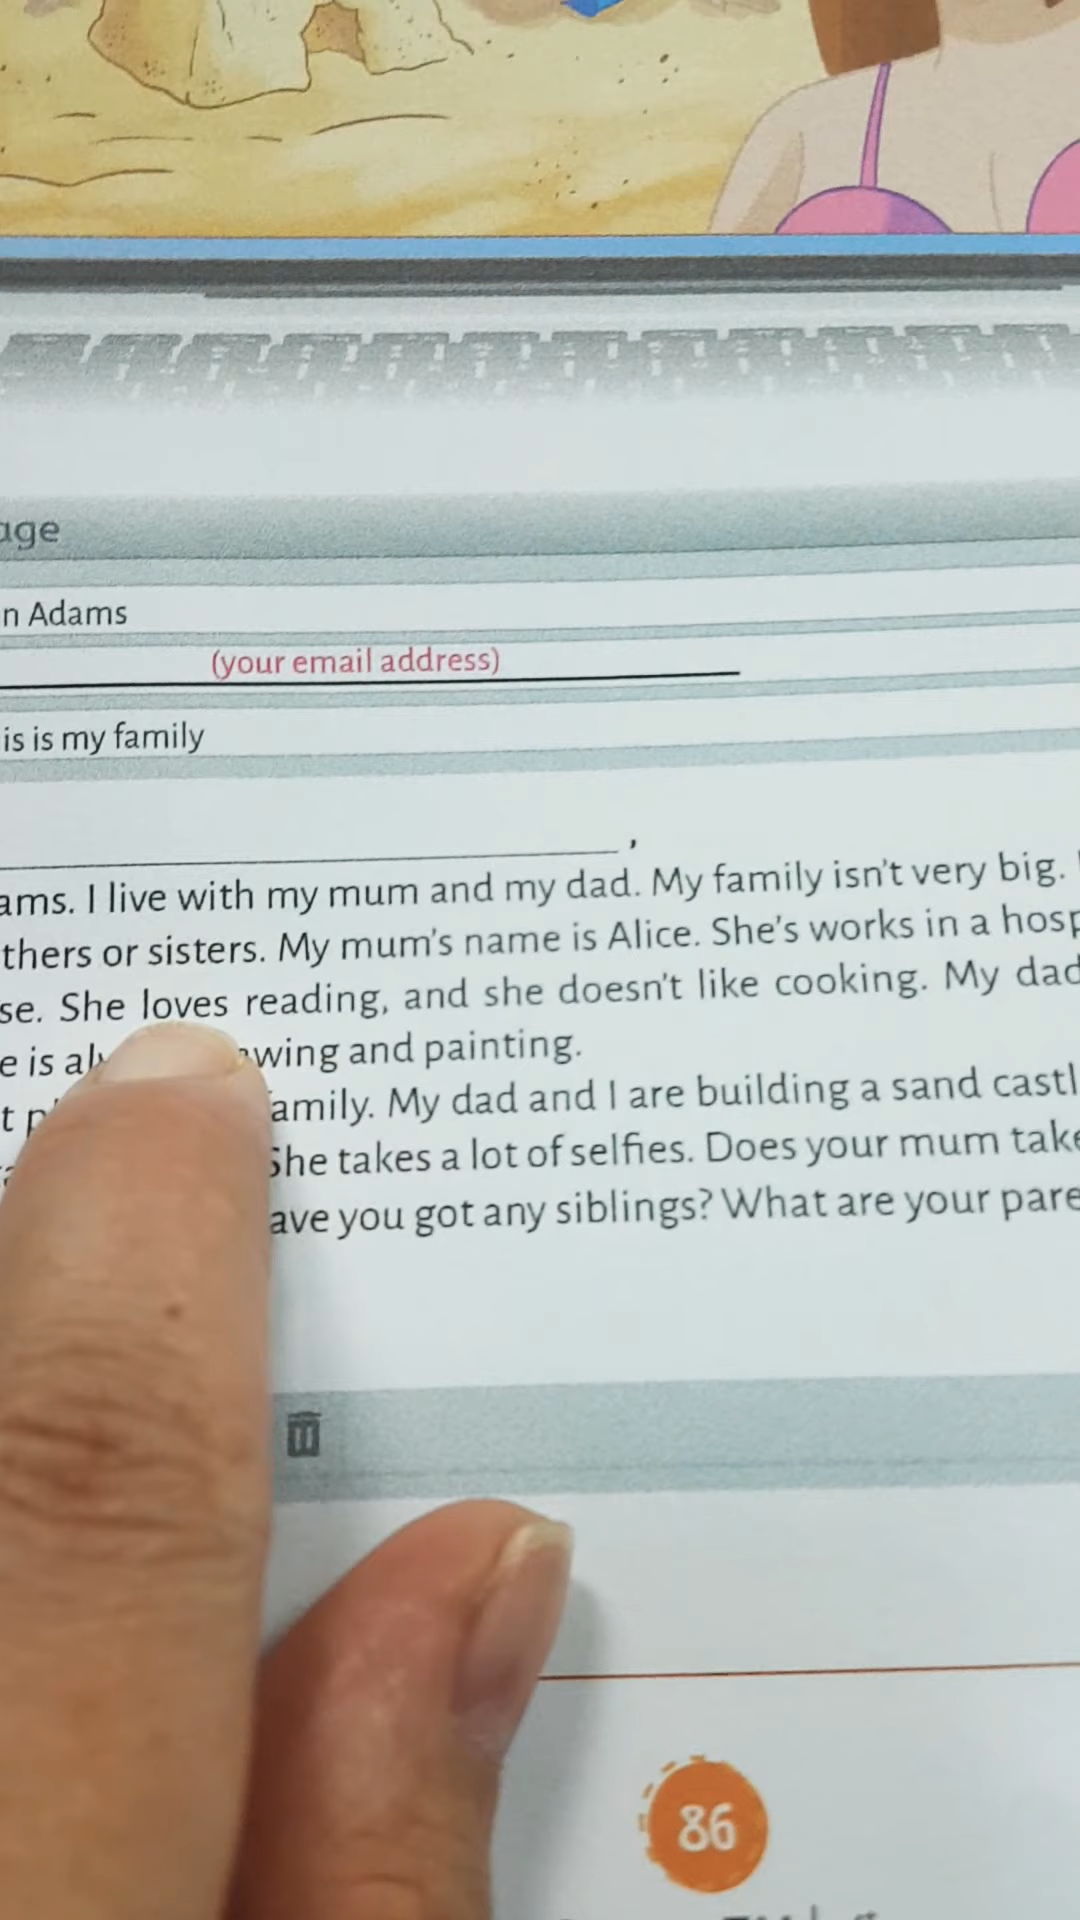 age
n Adams
(your email address)
is is my family
,
ams. I live with my mum and my dad. My family isn't very big.
thers or sisters. My mum's name is Alice. She's works in a hosp
se. She loves reading, and she doesn't like cooking. My dad
e is al wing and painting.
t p amily. My dad and I are building a sand castl
She takes a lot of selfies. Does your mum take
ave you got any siblings? What are your pare
86